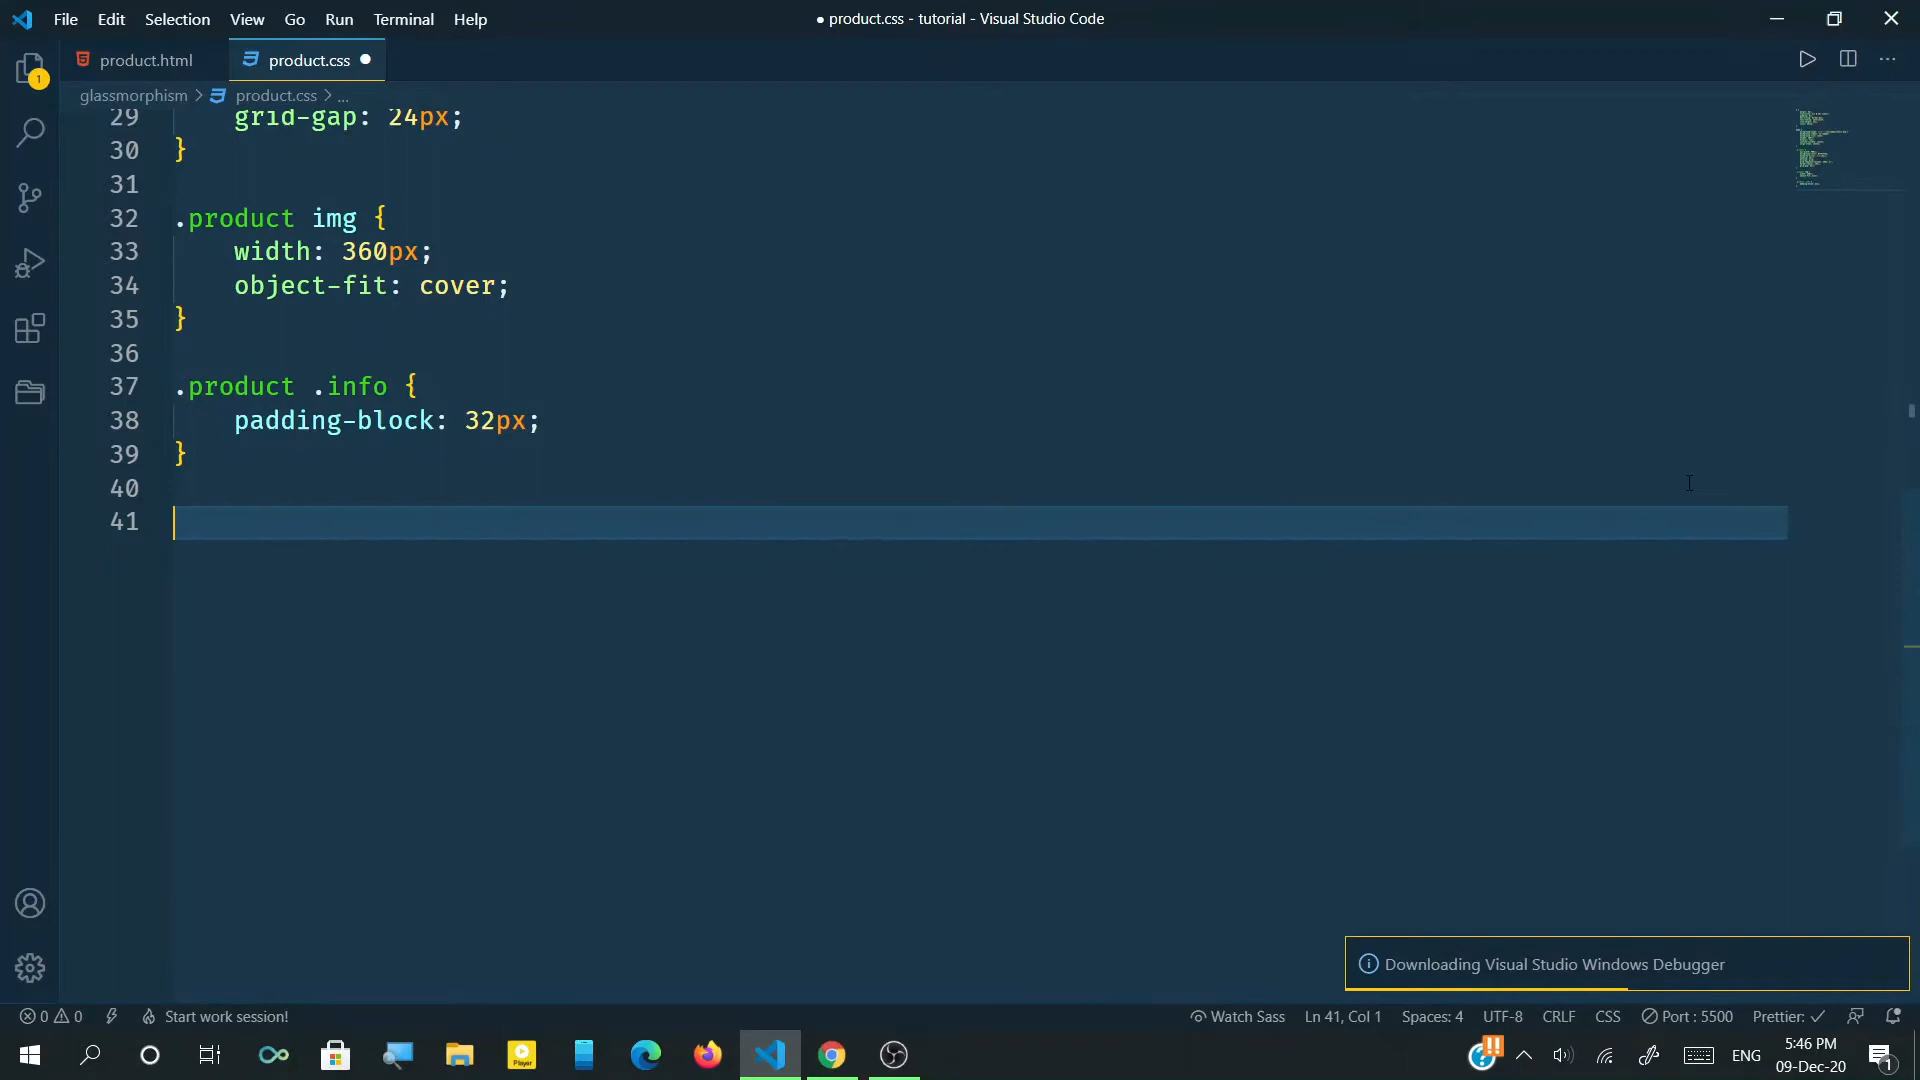 File Edit Selection View Go Run Terminal Help
● product.css - tutorial - Visual Studio Code
1
product.html
product.css ●
glassmorphism > product.css > ...
29 grid-gap: 24px;
30 }
31
32 .product img {
33 width: 360px;
34 object-fit: cover;
35 }
36
37 .product .info {
38 padding-block: 32px;
39 }
40
41
Downloading Visual Studio Windows Debugger
0 0 Start work session! Watch Sass Ln 41, Col 1 Spaces: 4 UTF-8 CRLF CSS Port : 5500 Prettier: ✓
Player
ENG
5:46 PM
09-Dec-20
1